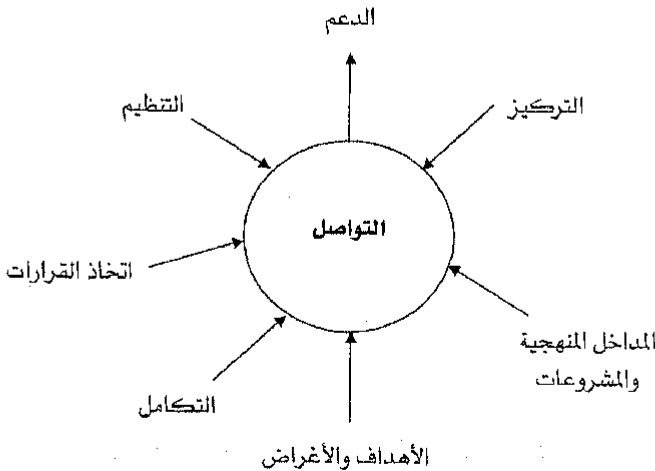 الدعم
التركيز
التنظيم
التواصل
اتخاذ القرارات
المداخل المنهجية
والمشروعات
التكامل
الأهداف والأغراض